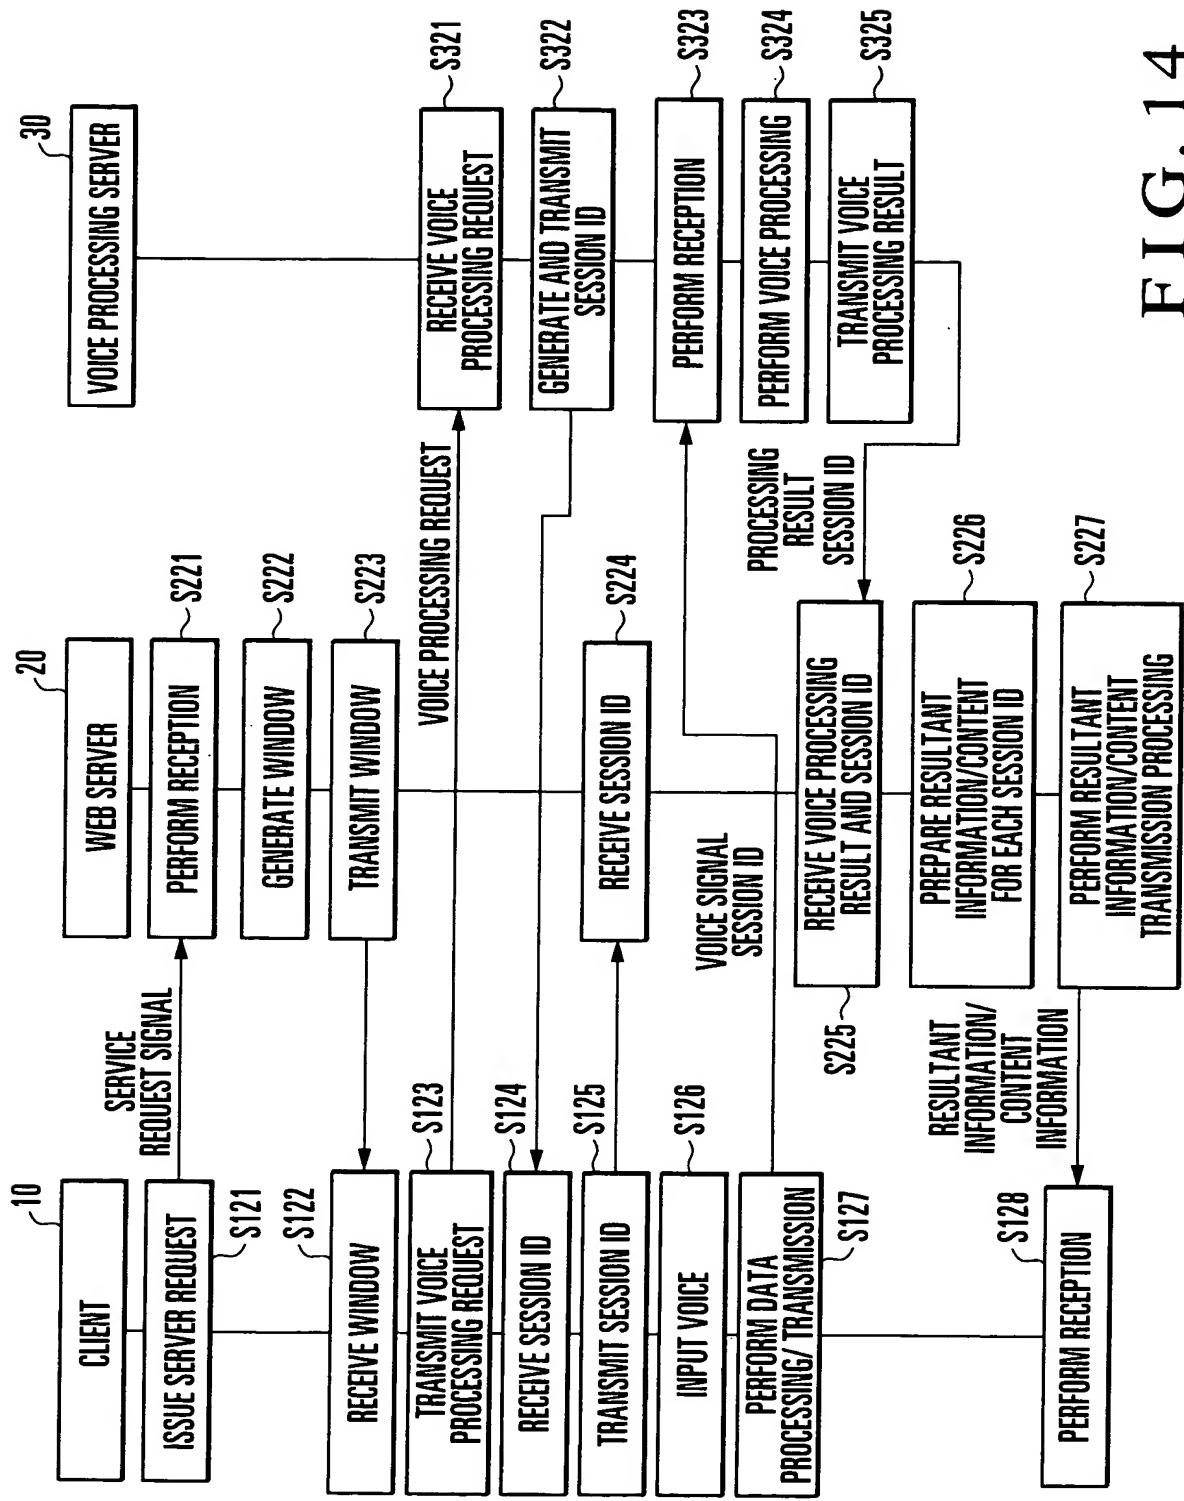 10
CLIENT
ISSUE SERVER REQUEST
S121
SERVICE
REQUEST SIGNAL
S122
RECEIVE WINDOW
TRANSMIT VOICE
PROCESSING REQUEST
S123
RECEIVE SESSION ID
S124
TRANSMIT SESSION ID
S125
INPUT VOICE
S126
PERFORM DATA
PROCESSING/ TRANSMISSION
S127
S128
PERFORM RECEPTION
20
WEB SERVER
PERFORM RECEPTION
S221
GENERATE WINDOW
S222
TRANSMIT WINDOW
S223
VOICE PROCESSING REQUEST
RECEIVE SESSION ID
S224
VOICE SIGNAL
SESSION ID
RECEIVE VOICE PROCESSING
RESULT AND SESSION ID
S225
PREPARE RESULTANT
INFORMATION/CONTENT
FOR EACH SESSION ID
S226
PERFORM RESULTANT
INFORMATION/CONTENT
TRANSMISSION PROCESSING
S227
RESULTANT
INFORMATION/
CONTENT
INFORMATION
30
VOICE PROCESSING SERVER
RECEIVE VOICE
PROCESSING REQUEST
S321
GENERATE AND TRANSMIT
SESSION ID
S322
PERFORM RECEPTION
S323
PERFORM VOICE PROCESSING
S324
TRANSMIT VOICE
PROCESSING RESULT
S325
PROCESSING
RESULT
SESSION ID
FIG.14